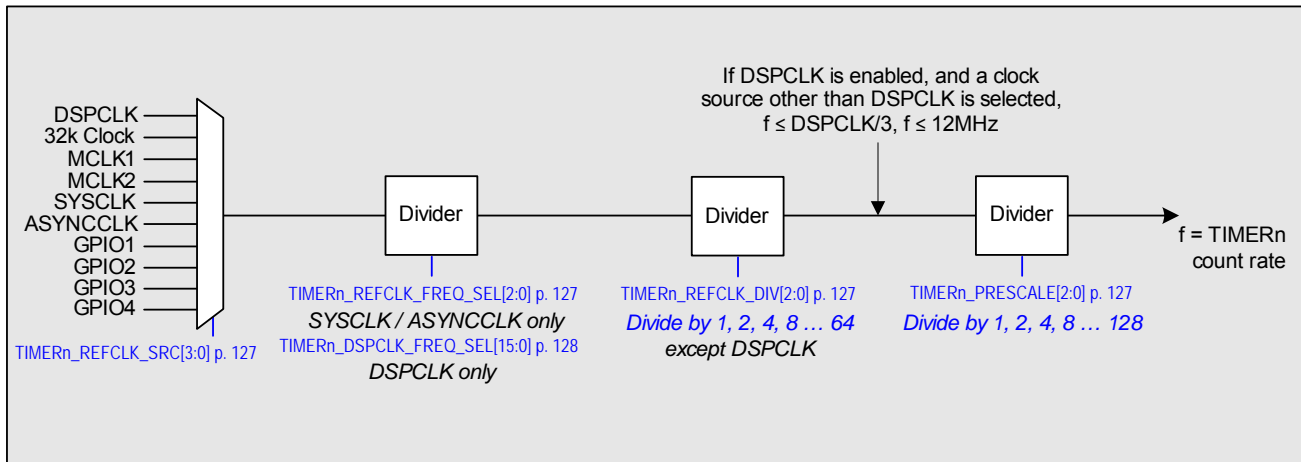 If DSPCLK is enabled, and a clock
source other than DSPCLK is selected,
f ≤ DSPCLK/3, f ≤ 12MHz
DSPCLK
32k Clock
MCLK1
MCLK2
SYSCLK
ASYNCCLK
GPIO1
GPIO2
GPIO3
GPIO4
TIMERn_REFCLK_SRC[3:0] p. 127
Divider
TIMERn_REFCLK_FREQ_SEL[2:0] p. 127
SYSCLK / ASYNCCLK only
TIMERn_DSPCLK_FREQ_SEL[15:0] p. 128
DSPCLK only
Divider
TIMERn_REFCLK_DIV[2:0] p. 127
Divide by 1, 2, 4, 8 ... 64
except DSPCLK
Divider
TIMERn_PRESCALE[2:0] p. 127
Divide by 1, 2, 4, 8 ... 128
f = TIMERn
count rate